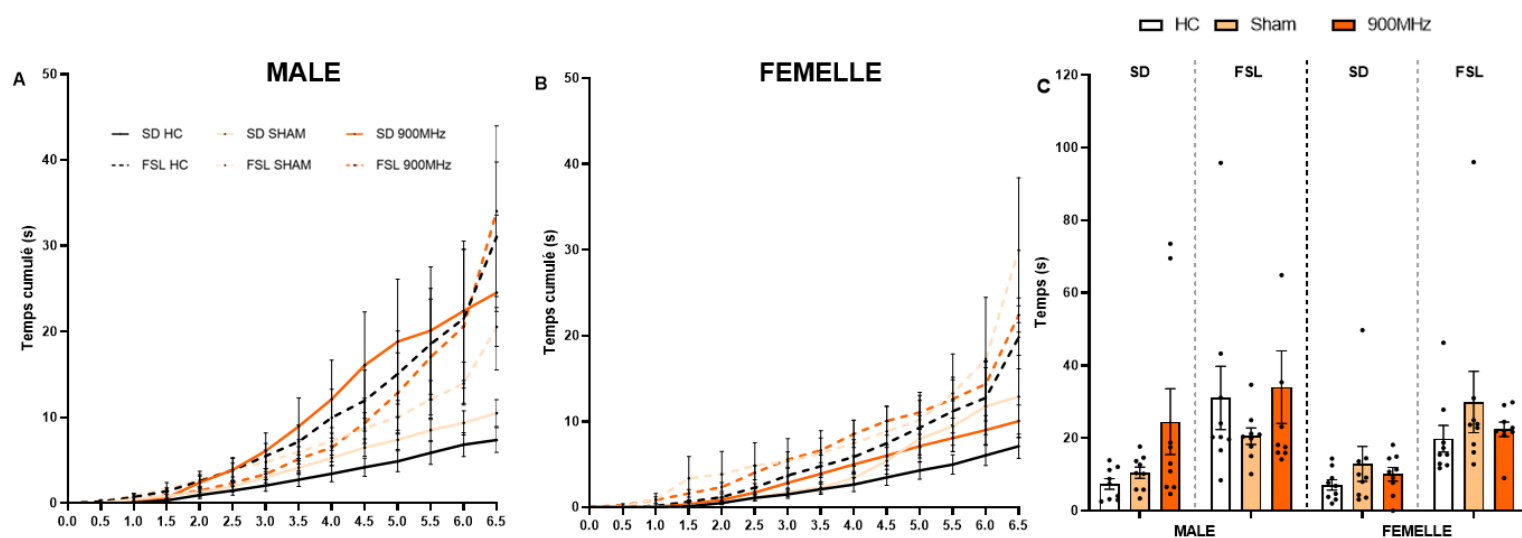 HC Sham 900MHz
A MALE
50
40
30
20
10
0
Temps cumulé (s)
SD HC SD SHAM SD 900MHz
FSL HC FSL SHAM FSL 900MHz
0.0 0.5 1.0 1.5 2.0 2.5 3.0 3.5 4.0 4.5 5.0 5.5 6.0 6.5
B FEMELLE
50
40
30
20
10
0
Temps cumulé (s)
0.0 0.5 1.0 1.5 2.0 2.5 3.0 3.5 4.0 4.5 5.0 5.5 6.0 6.5
C SD FSL SD FSL
120
100
80
60
40
20
0
Temps (s)
MALE FEMELLE